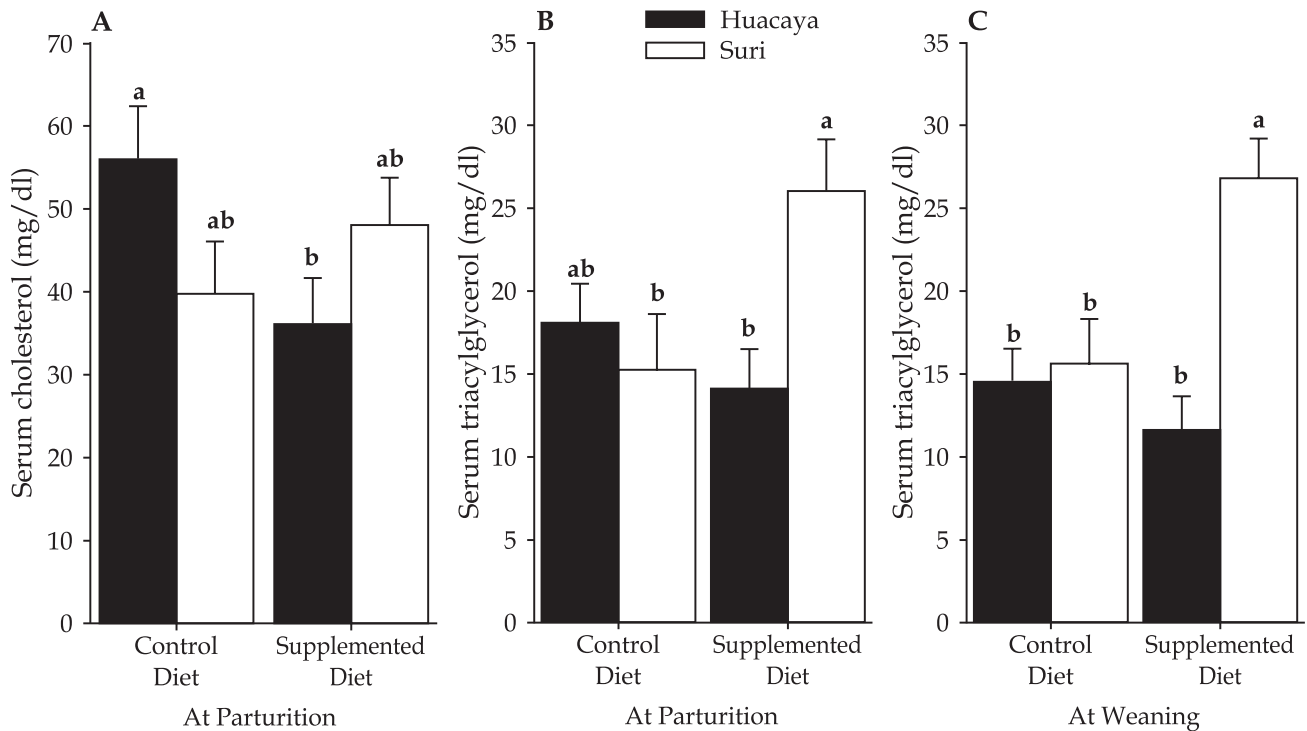 A
Serum cholesterol (mg/dl)
70
60
50
40
30
20
10
0
a
ab
b
ab
Control
Diet
Supplemented
Diet
At Parturition
B
Huacaya
Suri
Serum triacylglycerol (mg/dl)
35
30
25
20
15
10
5
0
ab
b
b
a
Control
Diet
Supplemented
Diet
At Parturition
C
Serum triacylglycerol (mg/dl)
35
30
25
20
15
10
5
0
b
b
b
a
Control
Diet
Supplemented
Diet
At Weaning